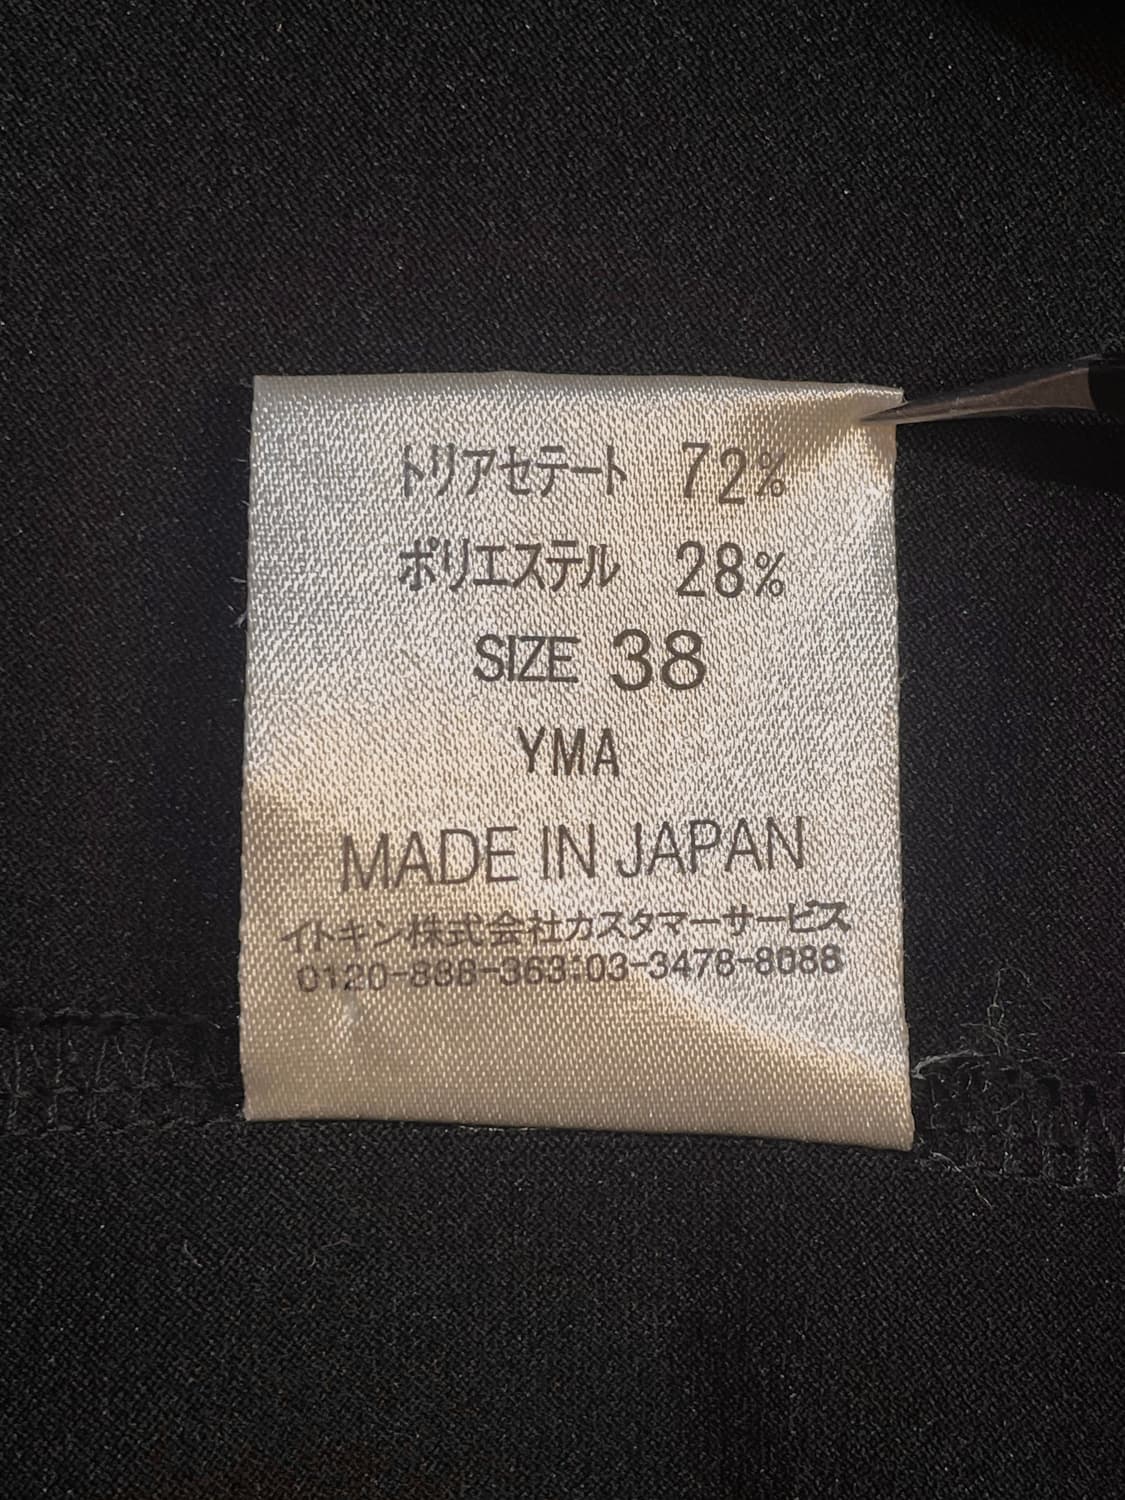 トリアセテート 72%
ポリエステル 28%
SIZE 38
YMA
MADE IN JAPAN
イトキン株式会社カスタマーサービス
0120-888-363:03-3478-8088